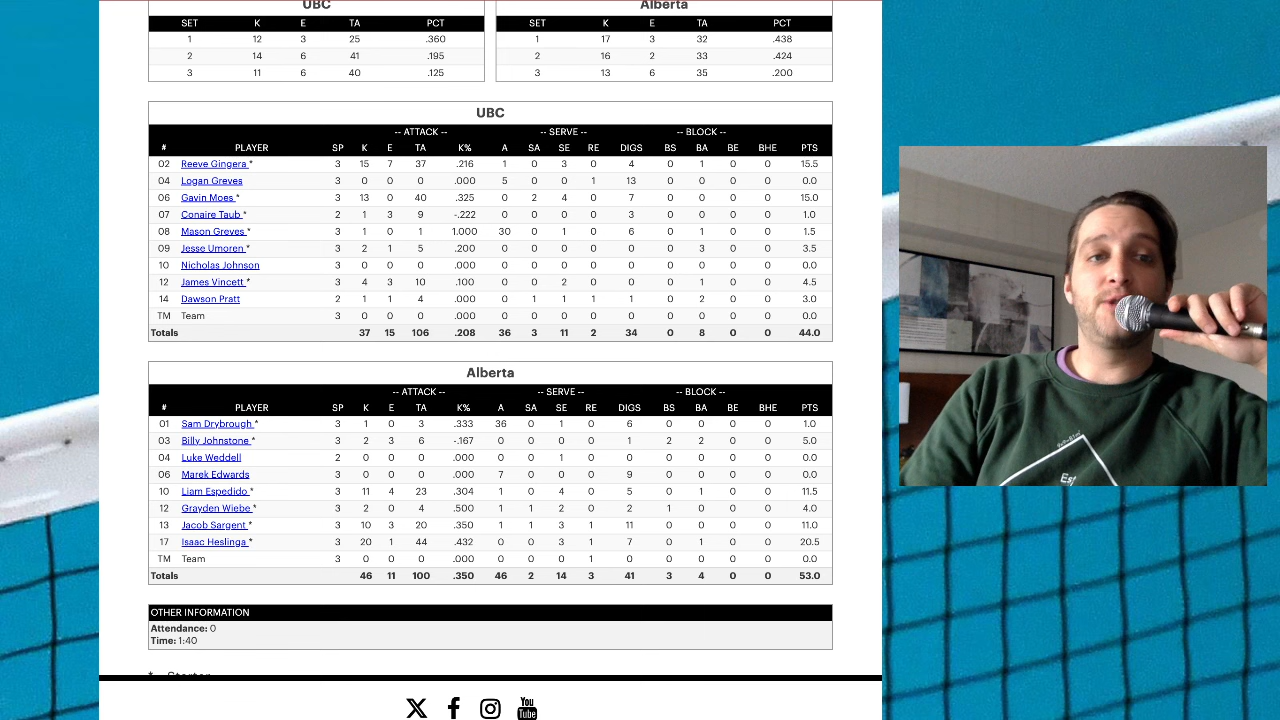 UBC Alberta
SET K E TA PCT SET K E TA PCT
1 12 3 25 .360 1 17 3 32 .438
2 14 6 41 .195 2 16 2 33 .424
3 11 6 40 .125 3 13 6 35 .200
UBC
-- ATTACK -- -- SERVE -- -- BLOCK --
# PLAYER SP K E TA K% A SA SE RE DIGS BS BA BE BHE PTS
02 Reeve Gingera * 3 15 7 37 .216 1 0 3 0 4 0 1 0 0 15.5
04 Logan Greves 3 0 0 0 .000 5 0 0 1 13 0 0 0 0 0.0
06 Gavin Moes * 3 13 0 40 .325 0 2 4 0 7 0 0 0 0 15.0
07 Conaire Taub * 2 1 3 9 -.222 0 0 0 0 3 0 0 0 0 1.0
08 Mason Greves * 3 1 0 1 1.000 30 0 1 0 6 0 1 0 0 1.5
09 Jesse Umoren * 3 2 1 5 .200 0 0 0 0 0 0 3 0 0 3.5
10 Nicholas Johnson 3 0 0 0 .000 0 0 0 0 0 0 0 0 0 0.0
12 James Vincett * 3 4 3 10 .100 0 0 2 0 0 0 1 0 0 4.5
14 Dawson Pratt 2 1 1 4 .000 0 1 1 1 1 0 2 0 0 3.0
TM Team 3 0 0 0 .000 0 0 0 0 0 0 0 0 0 0.0
Totals 37 15 106 .208 36 3 11 2 34 0 8 0 0 44.0
Alberta
-- ATTACK -- -- SERVE -- -- BLOCK --
# PLAYER SP K E TA K% A SA SE RE DIGS BS BA BE BHE PTS
01 Sam Drybrough * 3 1 0 3 .333 36 0 1 0 6 0 0 0 0 1.0
03 Billy Johnstone * 3 2 3 6 -.167 0 0 0 0 1 2 2 0 0 5.0
04 Luke Weddell 2 0 0 0 .000 0 0 1 0 0 0 0 0 0 0.0
06 Marek Edwards 3 0 0 0 .000 7 0 0 0 9 0 0 0 0 0.0
10 Liam Espedido * 3 11 4 23 .304 1 0 4 0 5 0 1 0 0 11.5
12 Grayden Wiebe * 3 2 0 4 .500 1 1 2 0 2 1 0 0 0 4.0
13 Jacob Sargent * 3 10 3 20 .350 1 1 3 1 11 0 0 0 0 11.0
17 Isaac Heslinga * 3 20 1 44 .432 0 0 3 1 7 0 1 0 0 20.5
TM Team 3 0 0 0 .000 0 0 0 1 0 0 0 0 0 0.0
Totals 46 11 100 .350 46 2 14 3 41 3 4 0 0 53.0
OTHER INFORMATION
Attendance: 0
Time: 1:40
You
Tube